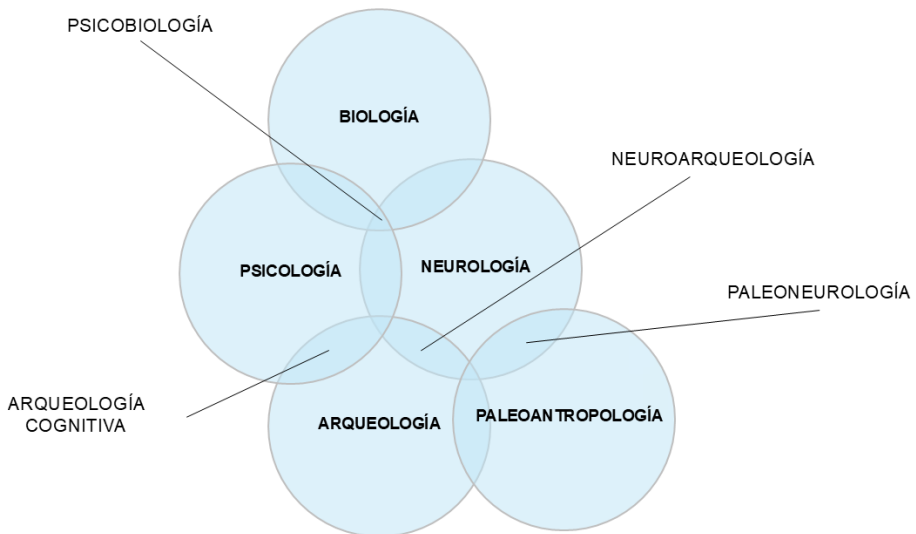 PSICOBIOLOGÍA
BIOLOGÍA
NEUROARQUEOLOGÍA
PSICOLOGÍA
NEUROLOGÍA
PALEONEUROLOGÍA
ARQUEOLOGÍA
COGNITIVA
ARQUEOLOGÍA
PALEOANTROPOLOGÍA